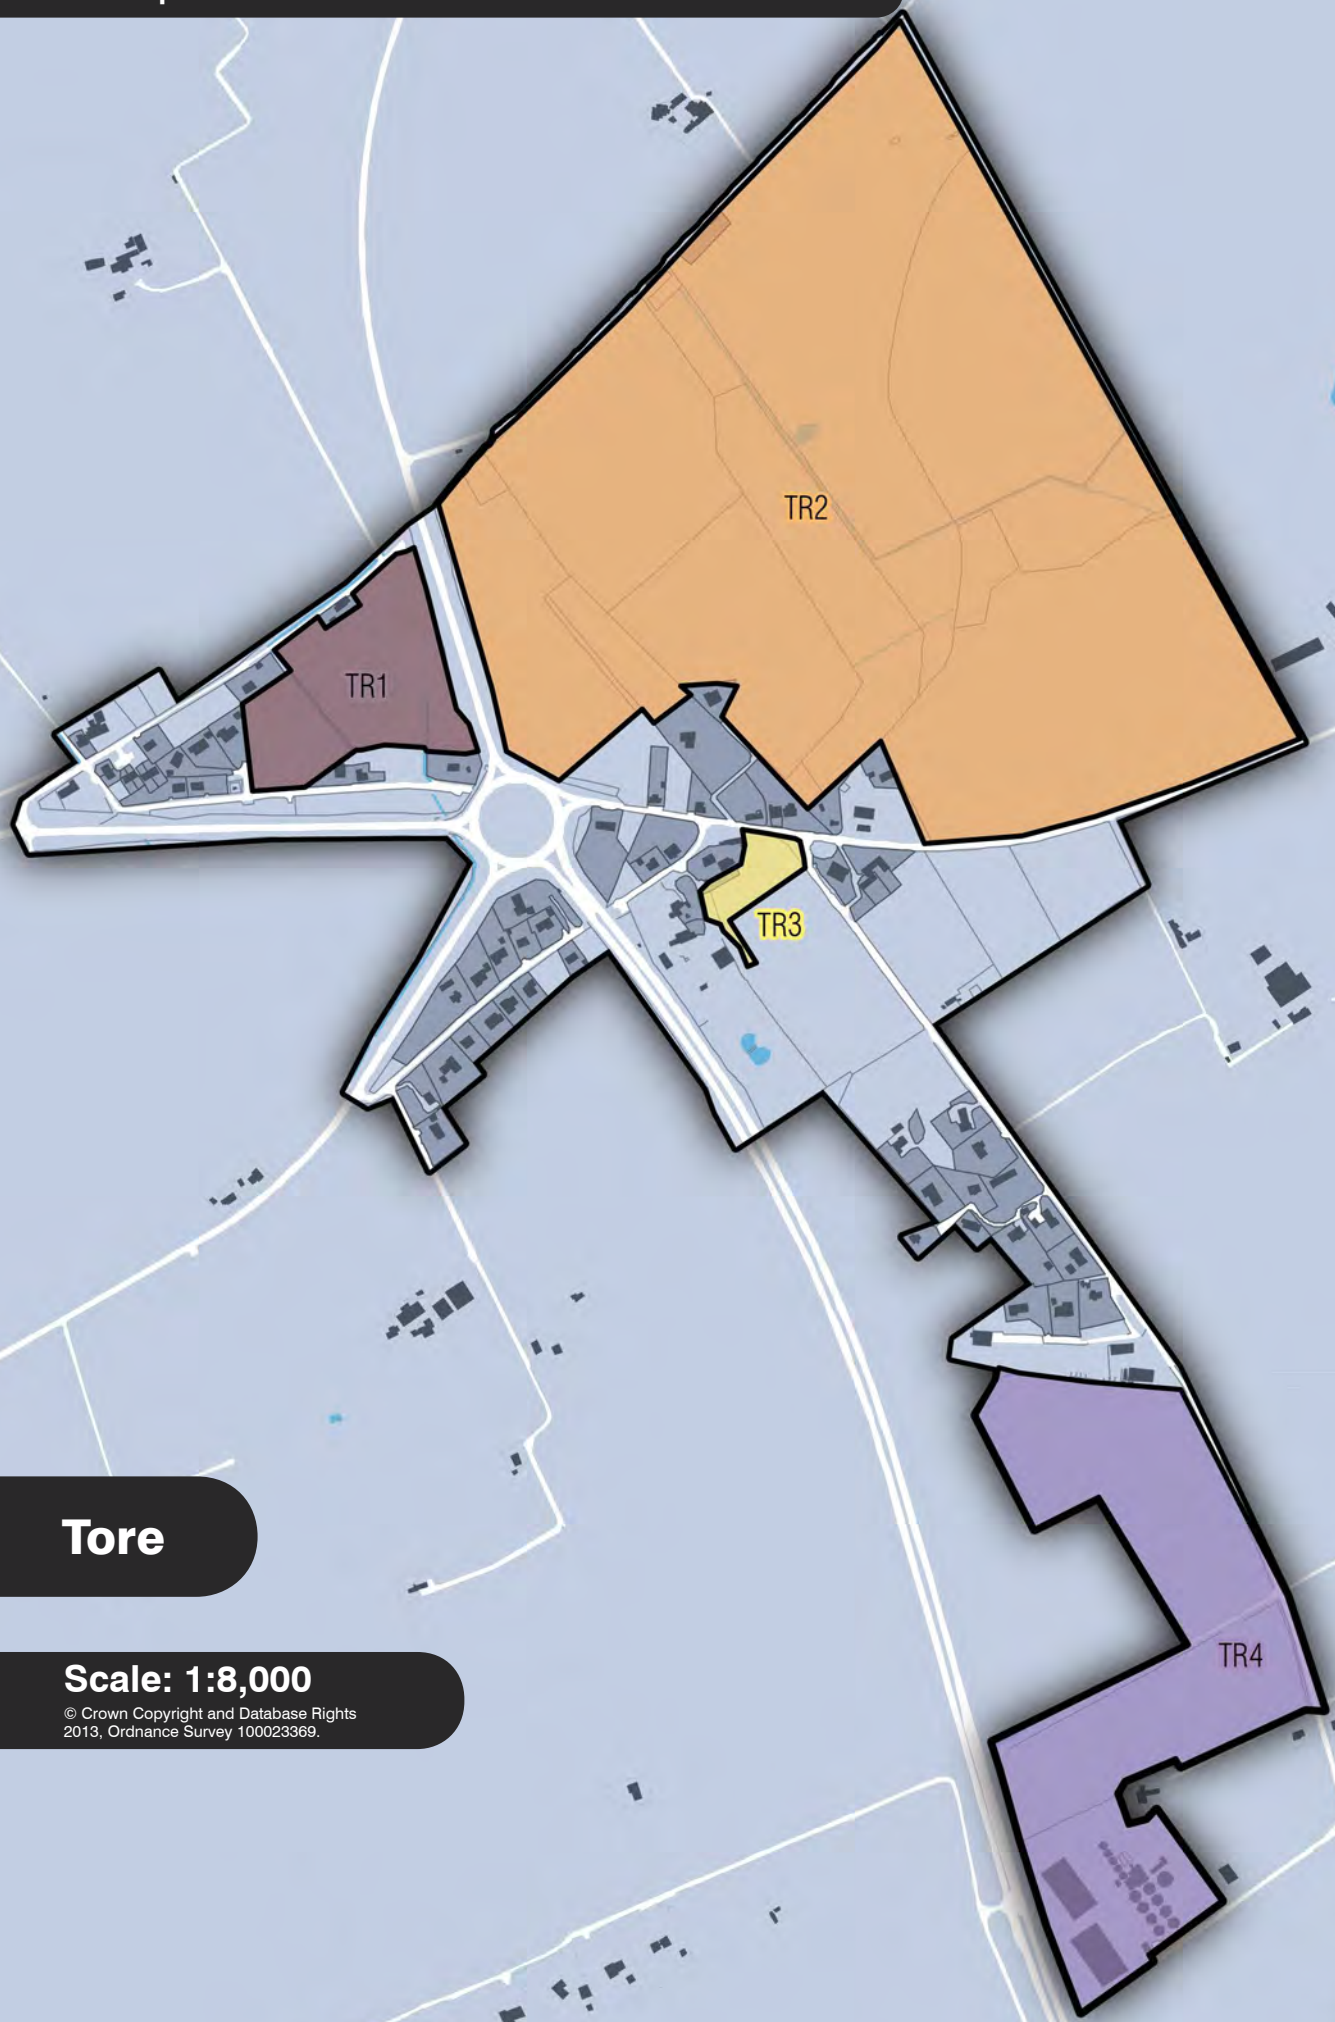 TR2
TR1
TR3
Tore
TR4
Scale: 1:8,000
© Crown Copyright and Database Rights
2013, Ordnance Survey 100023369.